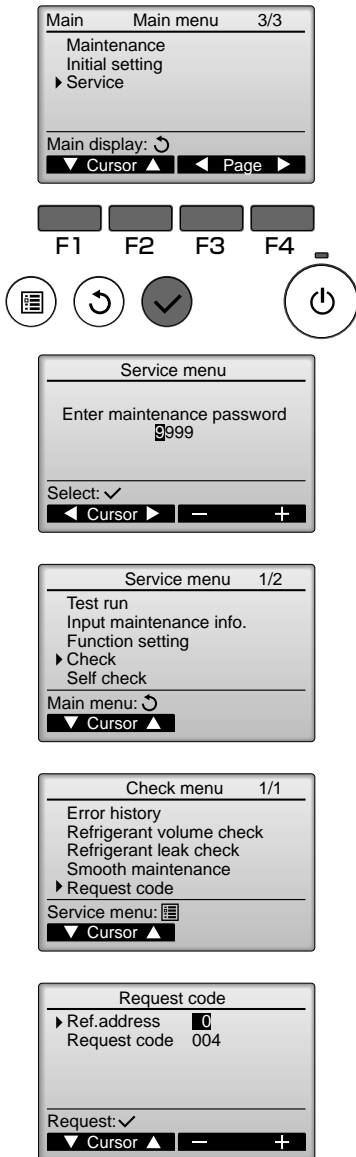 Main Main menu 3/3
Maintenance
Initial setting
Service
Main display:
Cursor Page
F1 F2 F3 F4
Service menu
Enter maintenance password
9999
Select:
Cursor − +
Service menu 1/2
Test run
Input maintenance info.
Function setting
Check
Self check
Main menu:
Cursor
Check menu 1/1
Error history
Refrigerant volume check
Refrigerant leak check
Smooth maintenance
Request code
Service menu:
Cursor
Request code
Ref.address 0
Request code 004
Request:
Cursor − +